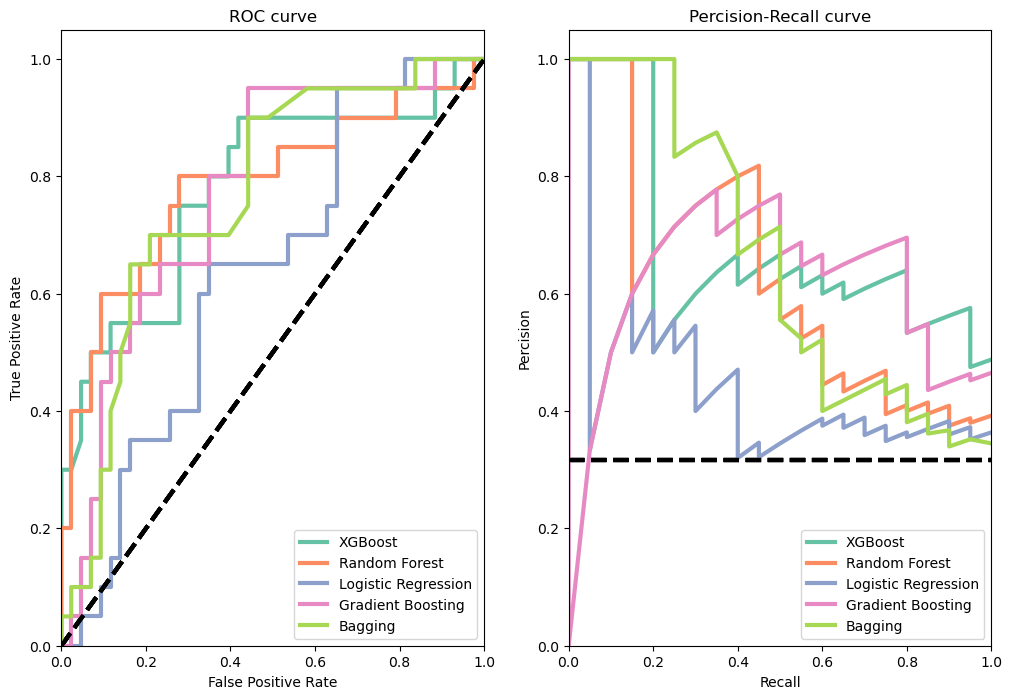 ROC curve
True Positive Rate
1.0
0.8
0.6
0.4
0.2
0.0
0.0 0.2 0.4 0.6 0.8 1.0
False Positive Rate
XGBoost
Random Forest
Logistic Regression
Gradient Boosting
Bagging
Percision-Recall curve
Percision
1.0
0.8
0.6
0.4
0.2
0.0
0.0 0.2 0.4 0.6 0.8 1.0
Recall
XGBoost
Random Forest
Logistic Regression
Gradient Boosting
Bagging